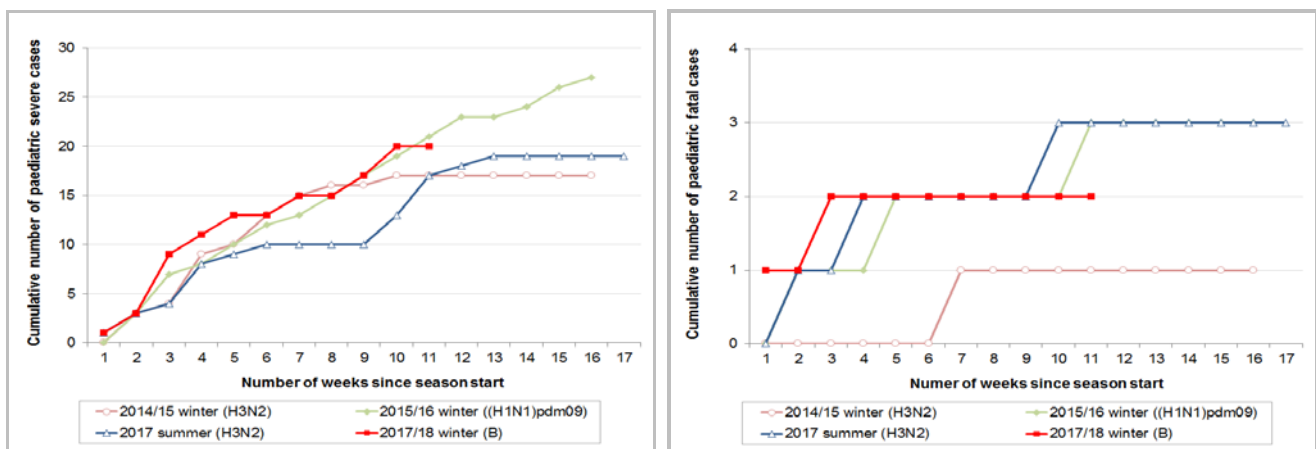 Cumulative number of paediatric severe cases
30
25
20
15
10
5
0
1 2 3 4 5 6 7 8 9 10 11 12 13 14 15 16 17
Number of weeks since season start
2014/15 winter (H3N2) 2015/16 winter ((H1N1)pdm09)
2017 summer (H3N2) 2017/18 winter (B)
Cumulative number of paediatric fatal cases
4
3
2
1
0
1 2 3 4 5 6 7 8 9 10 11 12 13 14 15 16 17
Numer of weeks since season start
2014/15 winter (H3N2) 2015/16 winter ((H1N1)pdm09)
2017 summer (H3N2) 2017/18 winter (B)